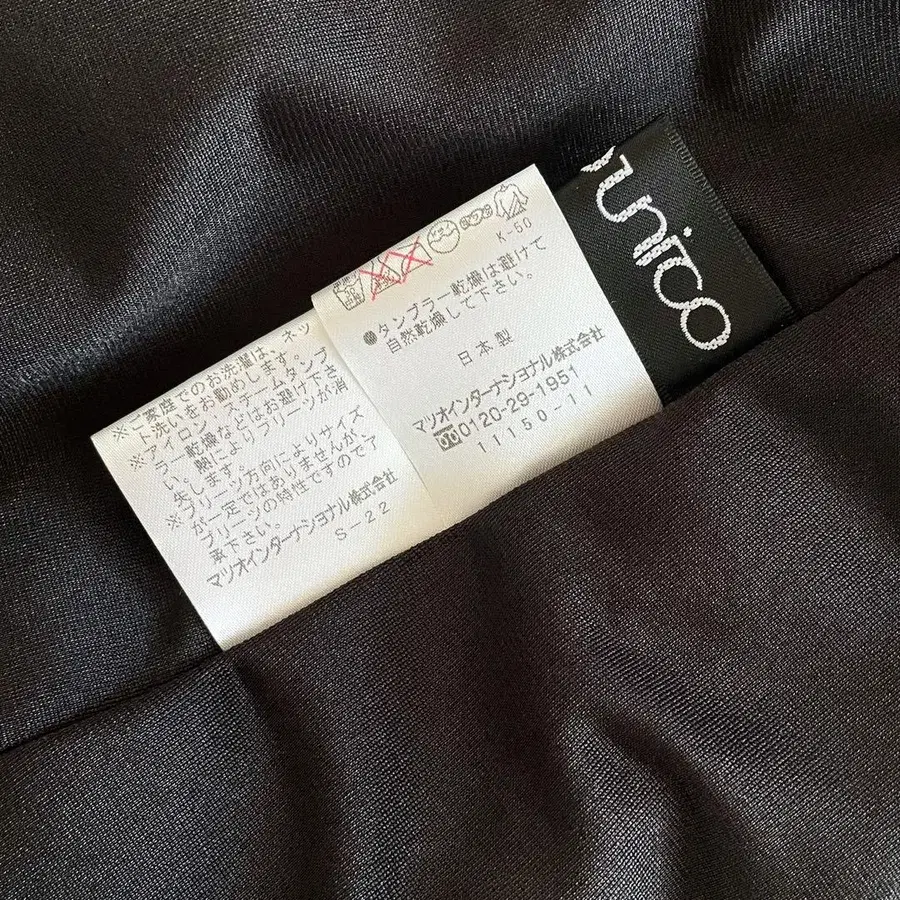 ※ご家庭でのお洗濯は、ネッ
ト洗いをお勧めします。
※アイロン、スチームタンブ
ラー乾燥などはお避け下さ
い。熱によりプリーツが消
失します。
※プリーツ方向によりサイズ
が一定ではありませんが、
プリーツの特性ですのでご了
承下さい。
マツオインターナショナル株式会社
S-22
K-50
●タンブラー乾燥は避けて
自然乾燥して下さい。
日本製
マツオインターナショナル株式会社
0120-29-1951
11150-11
unico